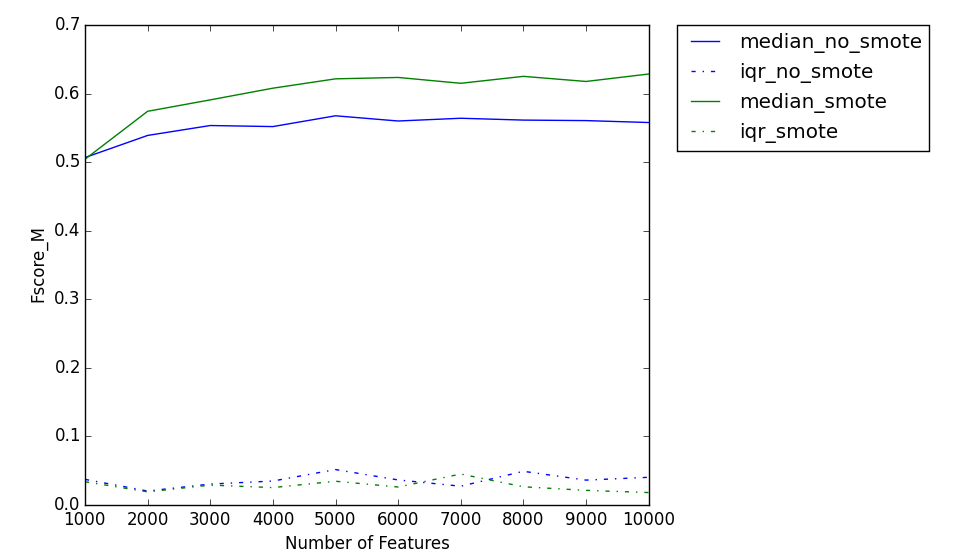 0.7
0.6
0.5
0.4
0.3
0.2
0.1
0.0
Fscore_M
1000 2000 3000 4000 5000 6000 7000 8000 9000 10000
Number of Features
median_no_smote
iqr_no_smote
median_smote
iqr_smote